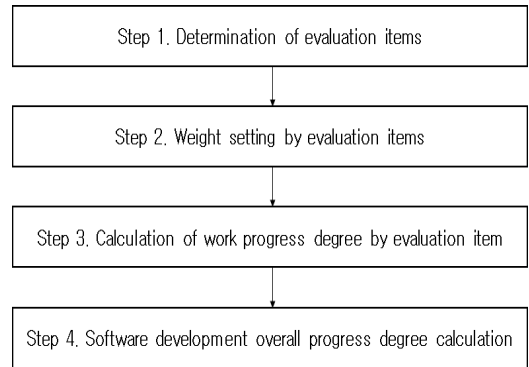 Step 1. Determination of evaluation items
Step 2. Weight setting by evaluation items
Step 3. Calculation of work progress degree by evaluation item
Step 4. Software development overall progress degree calculation